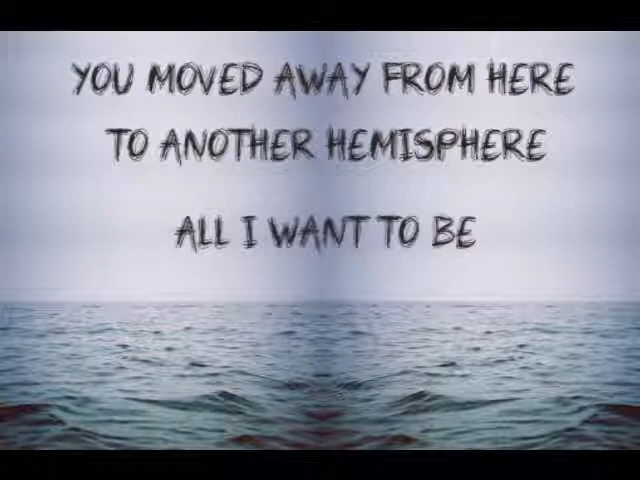 YOU MOVED AWAY FROM HERE
TO ANOTHER HEMISPHERE
ALL I WANT TO BE